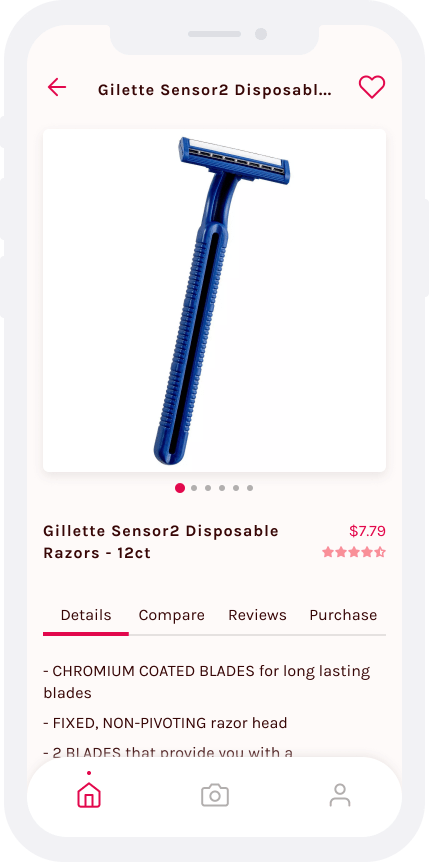 Gilette Sensor2 Disposabl...
Gillette Sensor2 Disposable
Razors - 12ct
$7.79
Details Compare Reviews Purchase
- CHROMIUM COATED BLADES for long lasting
blades
- FIXED, NON-PIVOTING razor head
- 2 BLADES that provide you with a